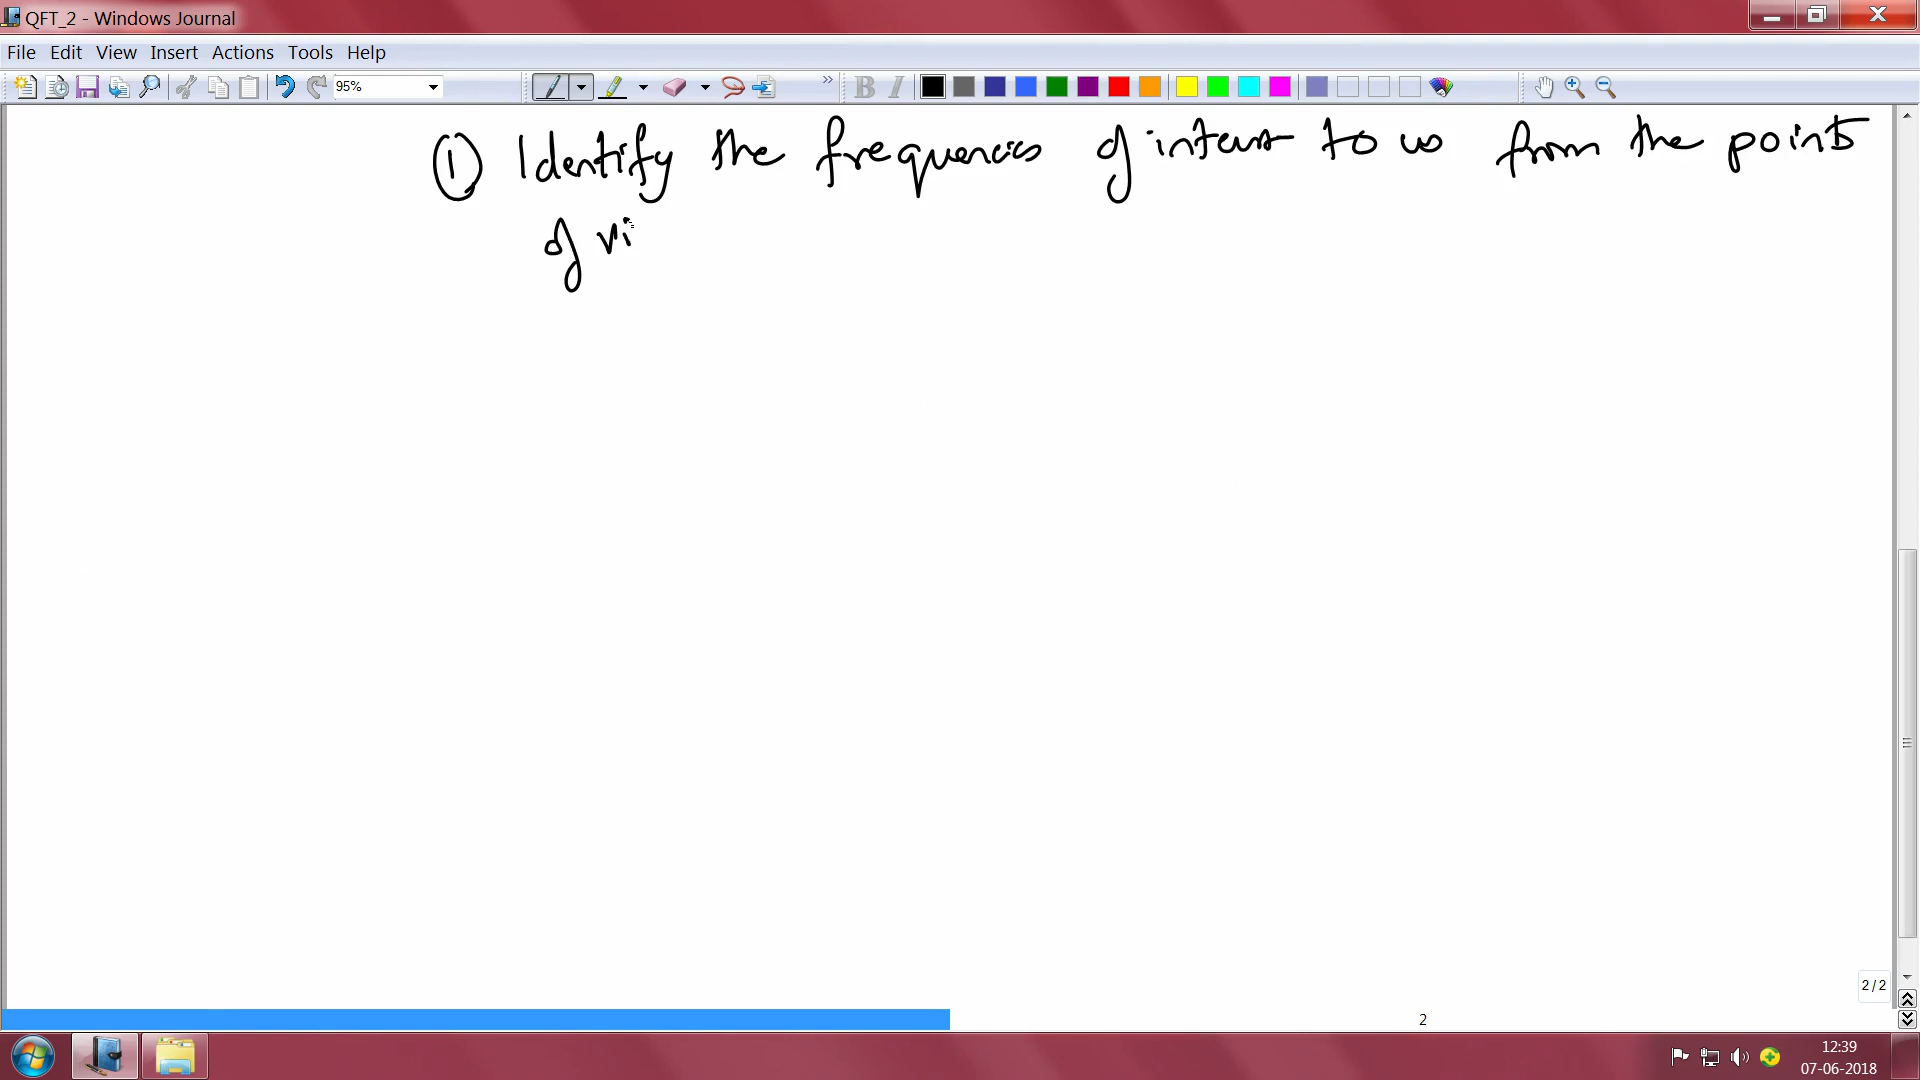 QFT_2 - Windows Journal
File Edit View Insert Actions Tools Help
95%
① Identify the frequencies of interest to us from the points
of vi
2 / 2
2
12:39
07-06-2018